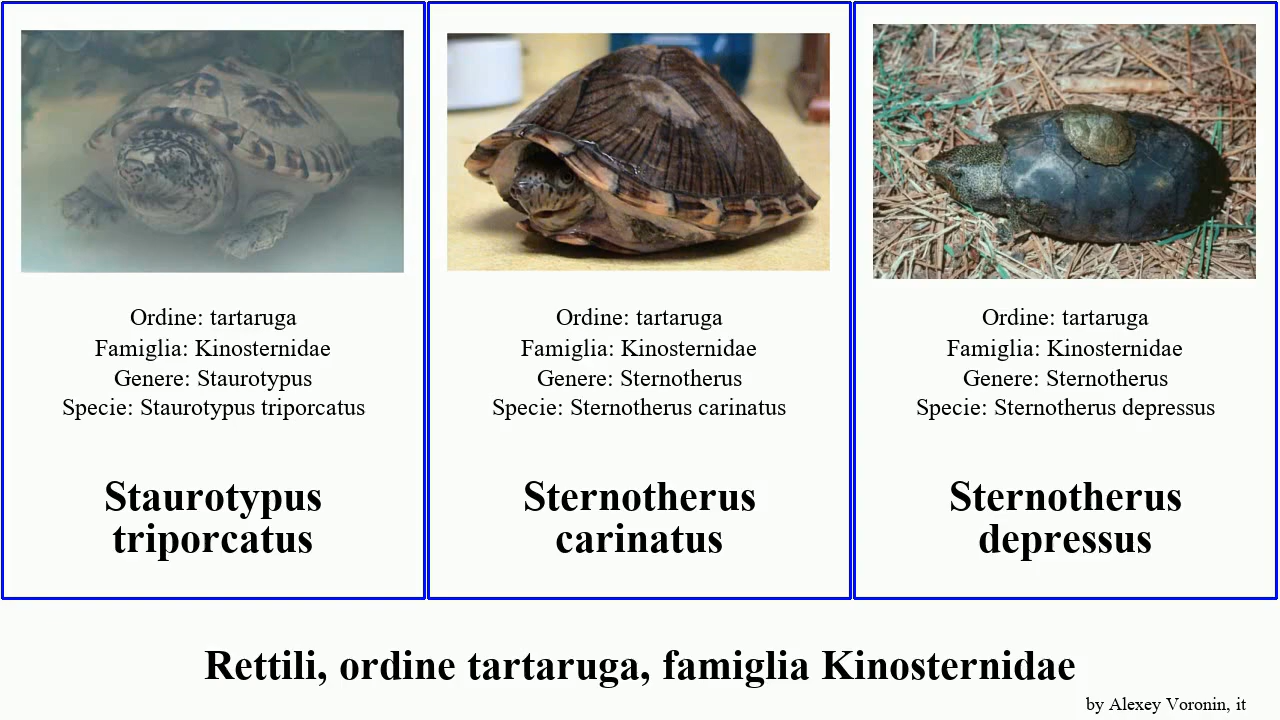 Ordine: tartaruga
Famiglia: Kinosternidae
Genere: Staurotypus
Specie: Staurotypus triporcatus
Staurotypus
triporcatus
Ordine: tartaruga
Famiglia: Kinosternidae
Genere: Sternotherus
Specie: Sternotherus carinatus
Sternotherus
carinatus
Ordine: tartaruga
Famiglia: Kinosternidae
Genere: Sternotherus
Specie: Sternotherus depressus
Sternotherus
depressus
Rettili, ordine tartaruga, famiglia Kinosternidae
by Alexey Voronin, it